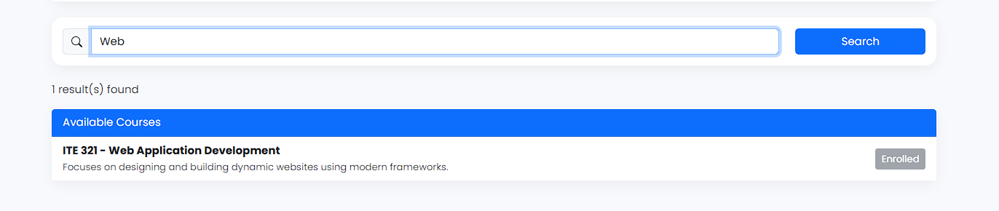 Web
Search
1 result(s) found
Available Courses
ITE 321 - Web Application Development
Focuses on designing and building dynamic websites using modern frameworks.
Enrolled